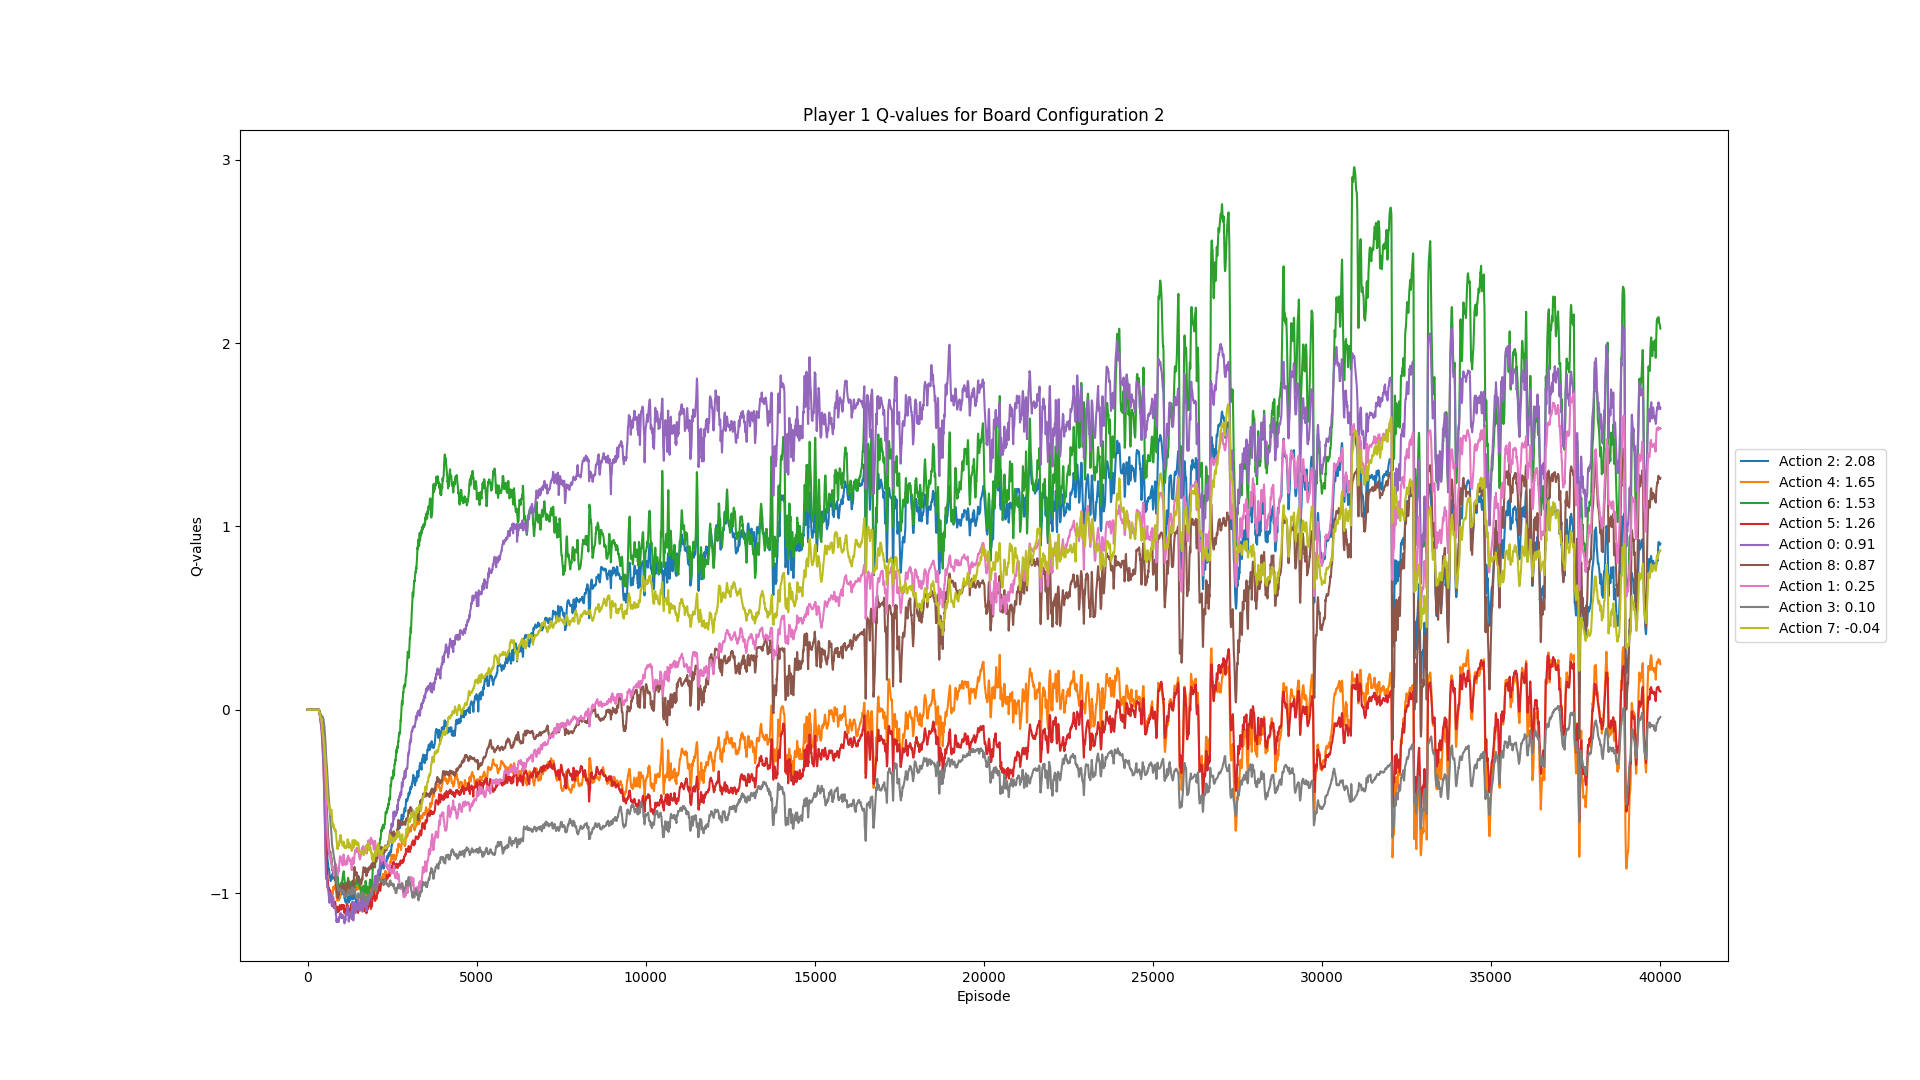 Player 1 Q-values for Board Configuration 2
3
2
1
0
−1
Q-values
0
5000
10000
15000
20000
25000
30000
35000
40000
Episode
Action 2: 2.08
Action 4: 1.65
Action 6: 1.53
Action 5: 1.26
Action 0: 0.91
Action 8: 0.87
Action 1: 0.25
Action 3: 0.10
Action 7: -0.04